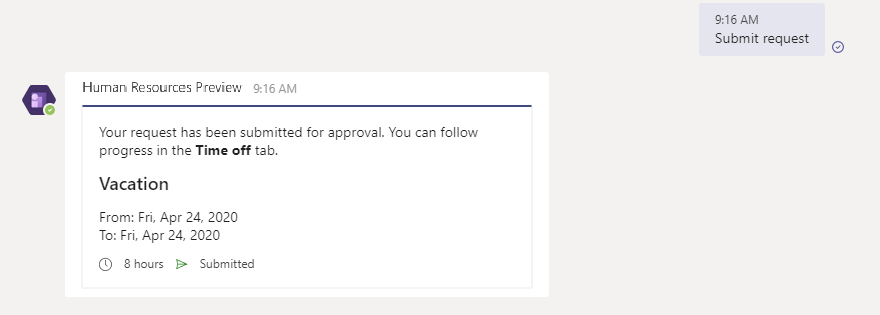 9:16 AM
Submit request
Human Resources Preview 9:16 AM
Your request has been submitted for approval. You can follow
progress in the Time off tab.
Vacation
From: Fri, Apr 24, 2020
To: Fri, Apr 24, 2020
8 hours Submitted